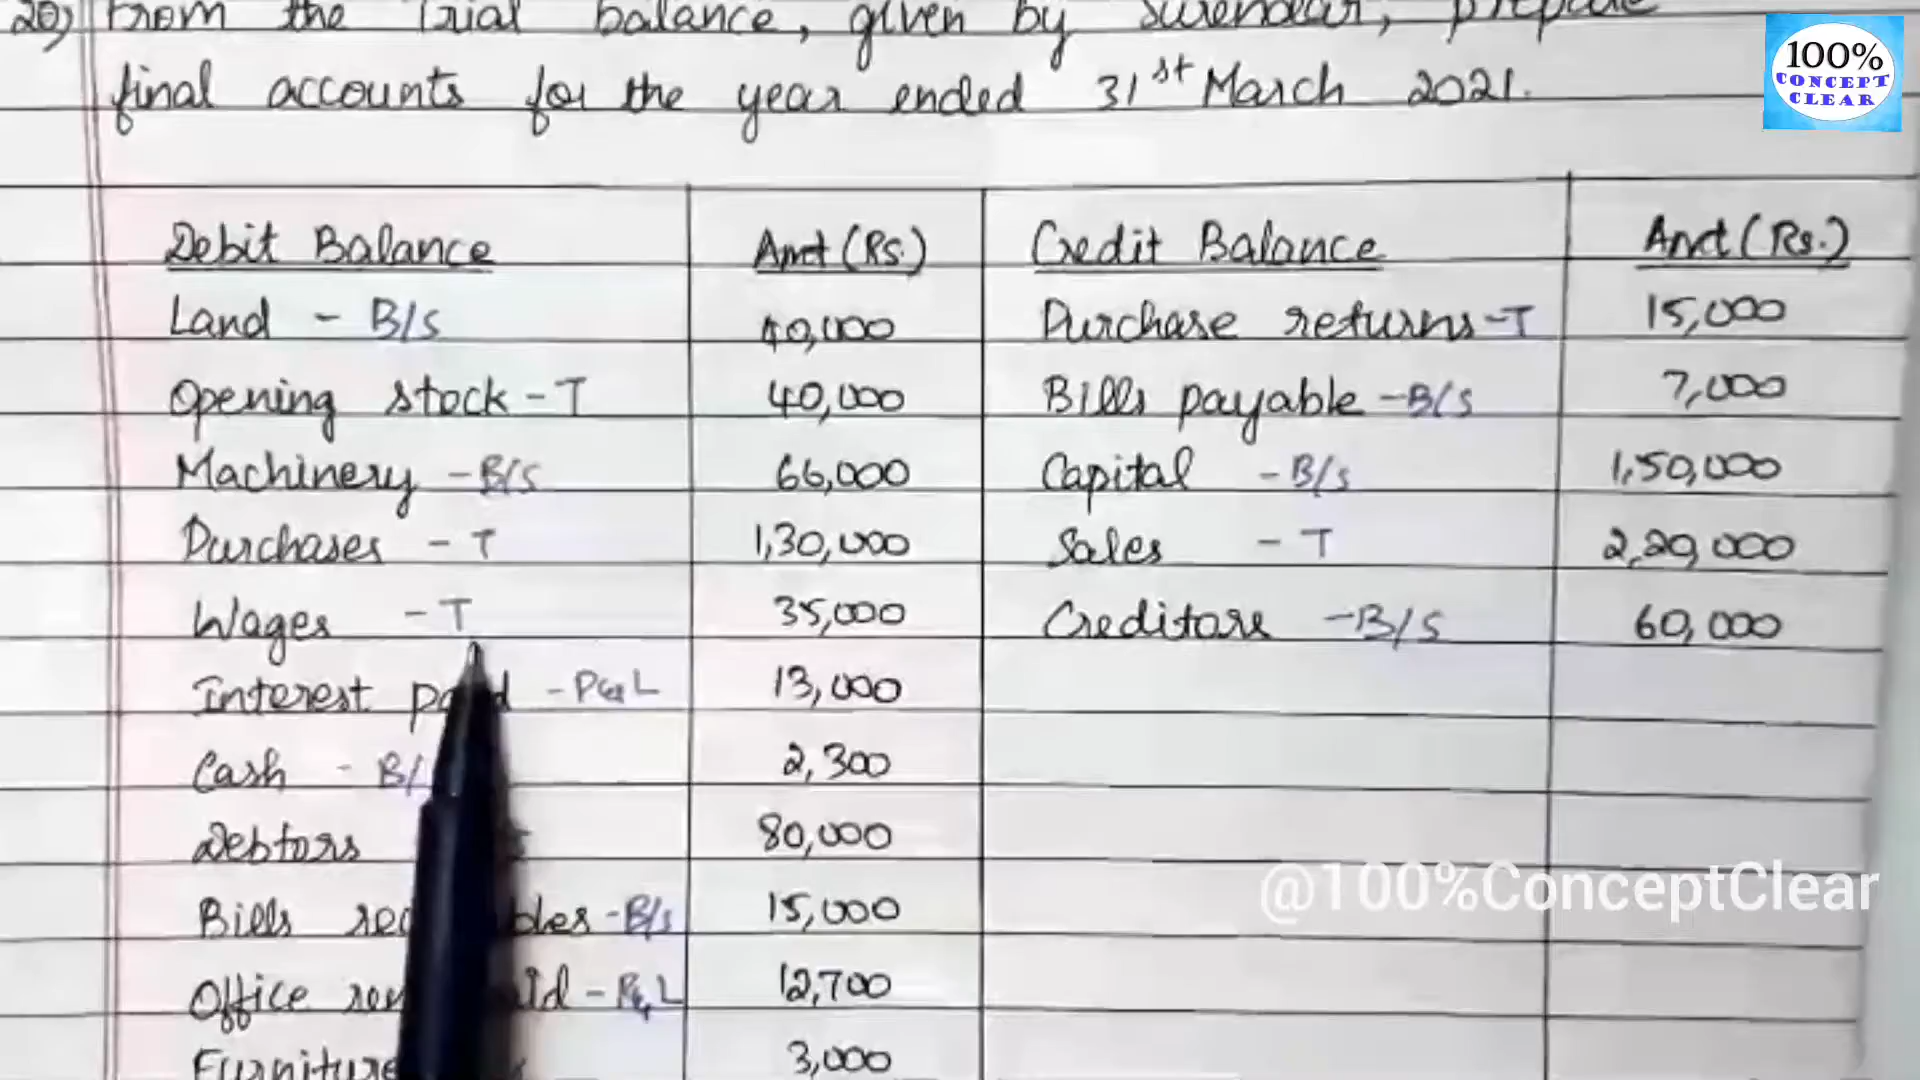 20) From the Trial balance, given by Surendar, prepare
final accounts for the year ended 31st March 2021.
100%
CONCEPT
CLEAR
Debit Balance Amt (Rs.) Credit Balance Amt (Rs.)
Land - B/S 40,000 Purchase returns - T 15,000
Opening stock - T 40,000 Bills payable - B/S 7,000
Machinery - B/S 66,000 Capital - B/S 1,50,000
Purchases - T 1,30,000 Sales - T 2,29,000
Wages - T 35,000 Creditors - B/S 60,000
Interest - P&L 13,000
Cash - 2,300
Debtors 80,000
Bills - B/S 15,000
@100%ConceptClear
Office - P&L 12,700
Furniture 3,000